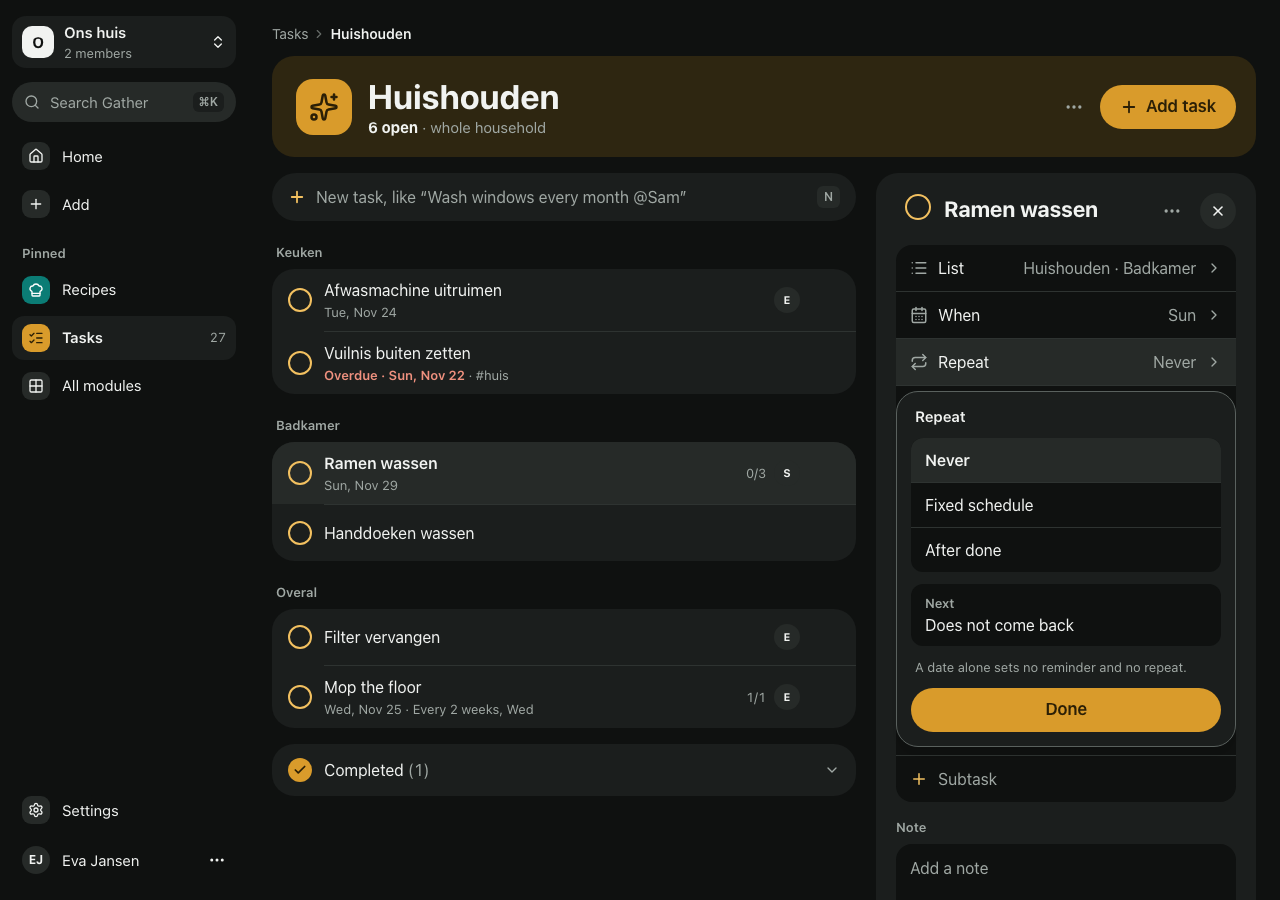 O
Ons huis
2 members
Search Gather
⌘K
Home
Add
Pinned
Recipes
Tasks
27
All modules
Settings
EJ
Eva Jansen
Tasks
Huishouden
Huishouden
6 open · whole household
Add task
New task, like “Wash windows every month @Sam”
N
Keuken
Afwasmachine uitruimen
Tue, Nov 24
E
Vuilnis buiten zetten
Overdue · Sun, Nov 22 · #huis
Badkamer
Ramen wassen
Sun, Nov 29
0/3
S
Handdoeken wassen
Overal
Filter vervangen
E
Mop the floor
Wed, Nov 25 · Every 2 weeks, Wed
1/1
E
Completed (1)
Ramen wassen
List
Huishouden · Badkamer
When
Sun
Repeat
Never
Repeat
Never
Fixed schedule
After done
Next
Does not come back
A date alone sets no reminder and no repeat.
Done
Subtask
Note
Add a note